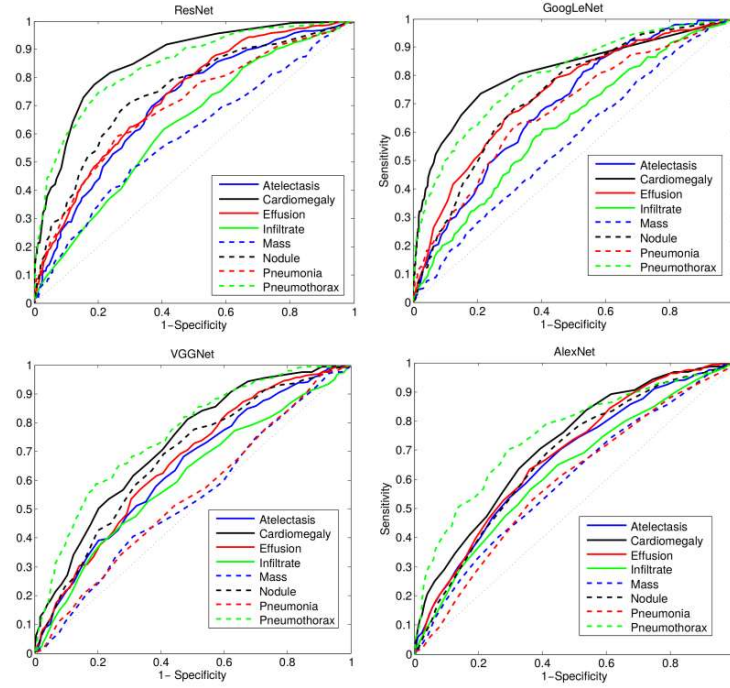 ResNet
1
0.9
0.8
0.7
0.6
0.5
0.4
0.3
0.2
0.1
0
0 0.2 0.4 0.6 0.8 1
1-Specificity
Atelectasis
Cardiomegaly
Effusion
Infiltrate
Mass
Nodule
Pneumonia
Pneumothorax
GoogLeNet
Sensitivity
1
0.9
0.8
0.7
0.6
0.5
0.4
0.3
0.2
0.1
0
0 0.2 0.4 0.6 0.8
1-Specificity
Atelectasis
Cardiomegaly
Effusion
Infiltrate
Mass
Nodule
Pneumonia
Pneumothorax
VGGNet
1
0.9
0.8
0.7
0.6
0.5
0.4
0.3
0.2
0.1
0
0 0.2 0.4 0.6 0.8 1
1- Specificity
Atelectasis
Cardiomegaly
Effusion
Infiltrate
Mass
Nodule
Pneumonia
Pneumothorax
AlexNet
Sensitivity
1
0.9
0.8
0.7
0.6
0.5
0.4
0.3
0.2
0.1
0
0 0.2 0.4 0.6 0.8
1-Specificity
Atelectasis
Cardiomegaly
Effusion
Infiltrate
Mass
Nodule
Pneumonia
Pneumothorax